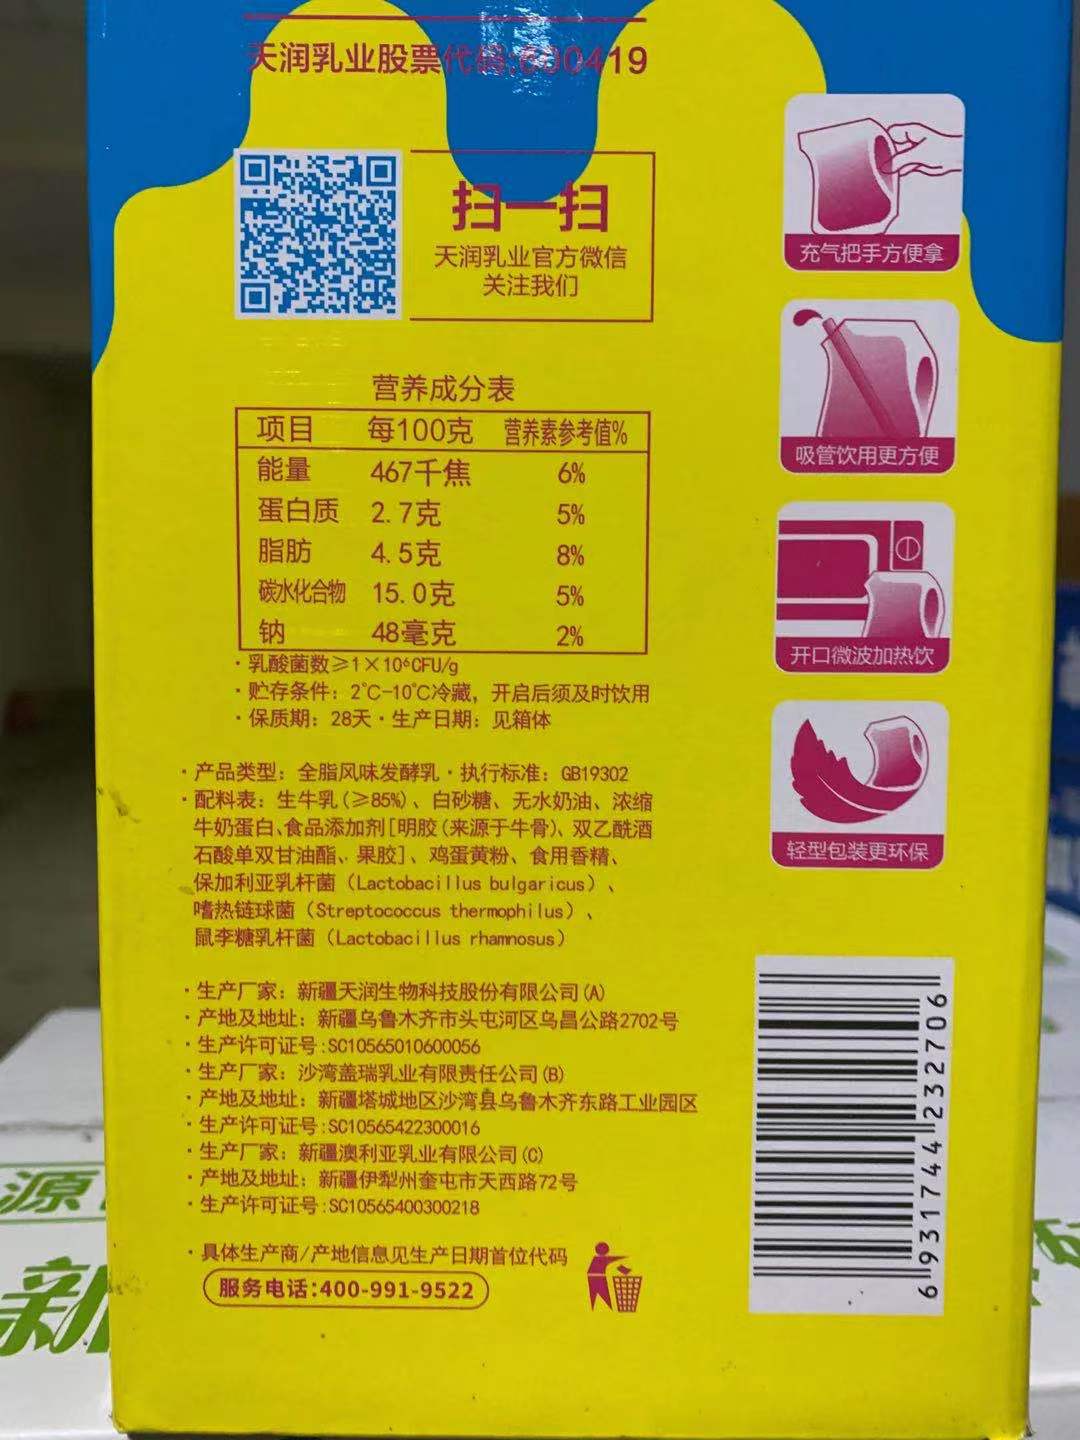 天润乳业股票代码:600419
扫一扫
天润乳业官方微信
关注我们
充气把手方便拿
吸管饮用更方便
开口微波加热饮
轻型包装更环保
营养成分表
项目 每100克 营养素参考值%
能量 467千焦 6%
蛋白质 2.7克 5%
脂肪 4.5克 8%
碳水化合物 15.0克 5%
钠 48毫克 2%
·乳酸菌数≥1×10⁶CFU/g
·贮存条件：2℃-10℃冷藏，开启后须及时饮用
·保质期：28天·生产日期：见箱体
·产品类型：全脂风味发酵乳·执行标准：GB19302
·配料表：生牛乳(≥85%)、白砂糖、无水奶油、浓缩
牛奶蛋白、食品添加剂[明胶(来源于牛骨)、双乙酰酒
石酸单双甘油酯、果胶]、鸡蛋黄粉、食用香精、
保加利亚乳杆菌（Lactobacillus bulgaricus）、
嗜热链球菌（Streptococcus thermophilus）、
鼠李糖乳杆菌（Lactobacillus rhamnosus）
·生产厂家：新疆天润生物科技股份有限公司(A)
·产地及地址：新疆乌鲁木齐市头屯河区乌昌公路2702号
·生产许可证号:SC10565010600056
·生产厂家：沙湾盖瑞乳业有限责任公司(B)
·产地及地址：新疆塔城地区沙湾县乌鲁木齐东路工业园区
·生产许可证号:SC10565422300016
·生产厂家：新疆澳利亚乳业有限公司(C)
·产地及地址：新疆伊犁州奎屯市天西路72号
·生产许可证号:SC10565400300218
·具体生产商/产地信息见生产日期首位代码
服务电话:400-991-9522
6931744232706
源
新